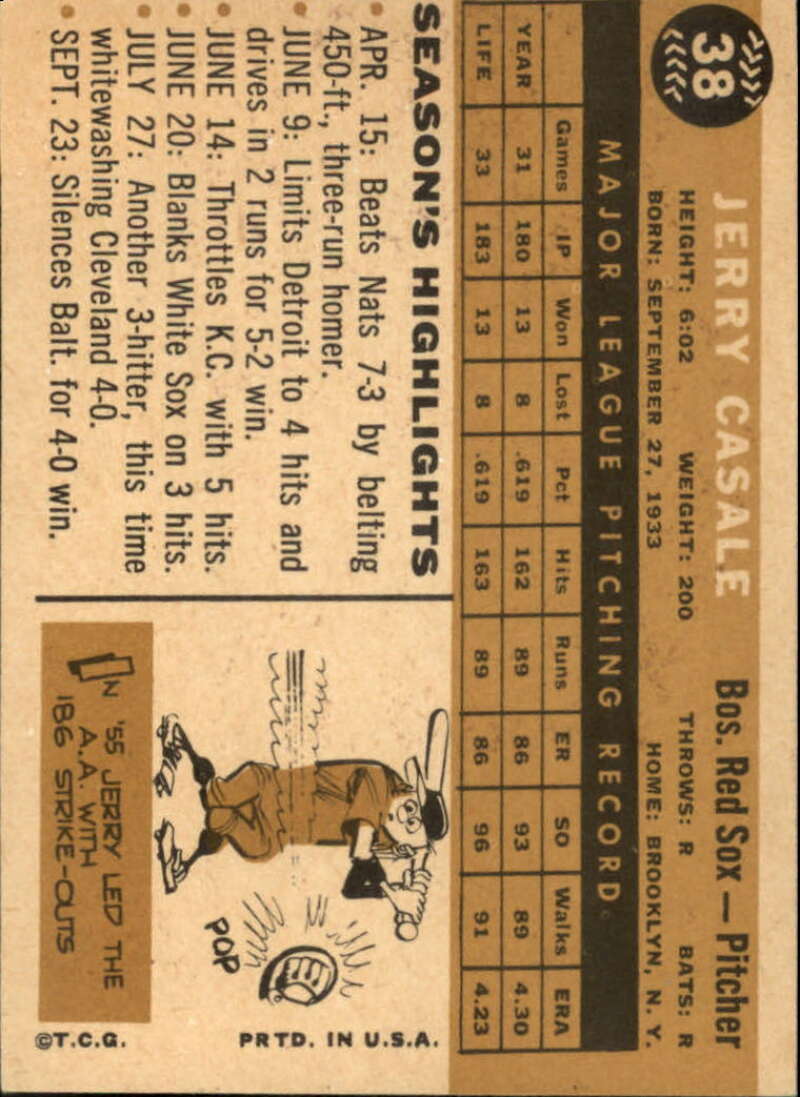 38
JERRY CASALE Bos. Red Sox — Pitcher
HEIGHT: 6:02 WEIGHT: 200 THROWS: R BATS: R
BORN: SEPTEMBER 27, 1933 HOME: BROOKLYN, N. Y.
MAJOR LEAGUE PITCHING RECORD
Games IP Won Lost Pct Hits Runs ER SO Walks ERA
YEAR 31 180 13 8 .619 162 89 86 93 89 4.30
LIFE 33 183 13 8 .619 163 89 86 96 91 4.23
SEASON'S HIGHLIGHTS
• APR. 15: Beats Nats 7-3 by belting
450-ft., three-run homer.
• JUNE 9: Limits Detroit to 4 hits and
drives in 2 runs for 5-2 win.
• JUNE 14: Throttles K.C. with 5 hits.
• JUNE 20: Blanks White Sox on 3 hits.
• JULY 27: Another 3-hitter, this time
whitewashing Cleveland 4-0.
• SEPT. 23: Silences Balt. for 4-0 win.
POP
IN '55 JERRY LED THE
A.A. WITH
186 STRIKE-OUTS
©T.C.G. PRTD. IN U.S.A.